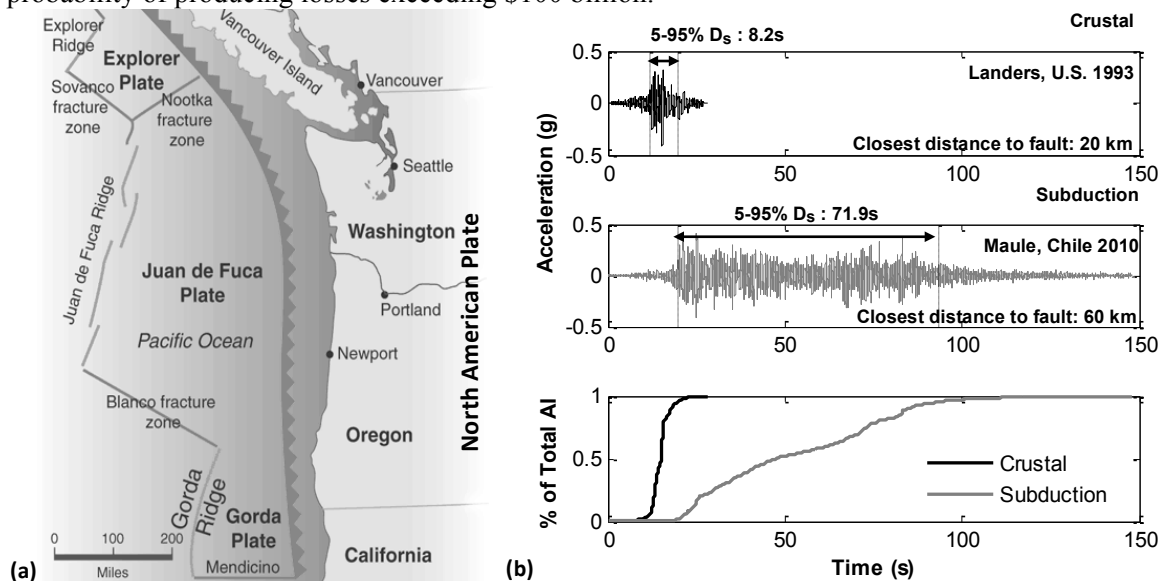 probability of producing losses exceeding $100 billion.
Explorer
Ridge
Explorer
Plate
Sovanco
fracture
zone
Nootka
fracture
zone
Vancouver Island
Vancouver
Seattle
Juan de Fuca Ridge
Washington
Juan de Fuca
Plate
Portland
Pacific Ocean
Newport
North American Plate
Blanco fracture
zone
Oregon
Gorda
Ridge
Gorda
Plate
0 100 200
Miles
Mendicino
California
(a)
Crustal
5-95% Ds : 8.2s
0.5
0
-0.5
Landers, U.S. 1993
Closest distance to fault: 20 km
0 50 100 150
Subduction
5-95% Ds : 71.9s
0.5
0
-0.5
Maule, Chile 2010
Closest distance to fault: 60 km
0 50 100 150
Acceleration (g)
1
0.5
0
% of Total AI
Crustal
Subduction
0 50 100 150
Time (s)
(b)